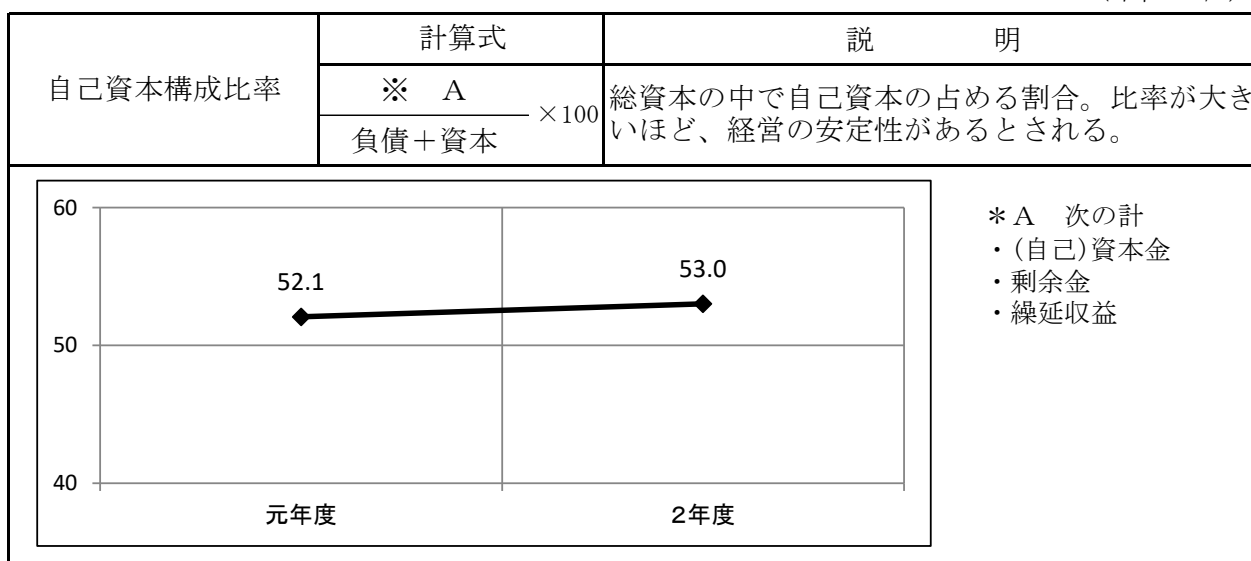 計算式
説　　明
自己資本構成比率
※　A
負債＋資本
×100
総資本の中で自己資本の占める割合。比率が大き
いほど、経営の安定性があるとされる。
60
50
40
52.1
53.0
元年度
2年度
＊A　次の計
・(自己)資本金
・剰余金
・繰延収益